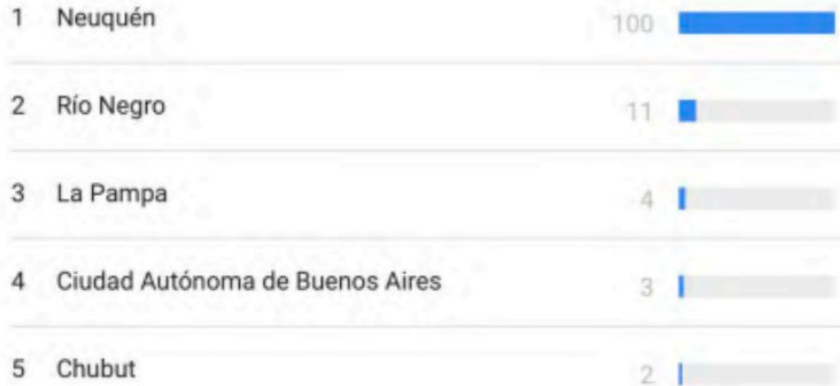 1 Neuquén 100
2 Río Negro 11
3 La Pampa 4
4 Ciudad Autónoma de Buenos Aires 3
5 Chubut 2